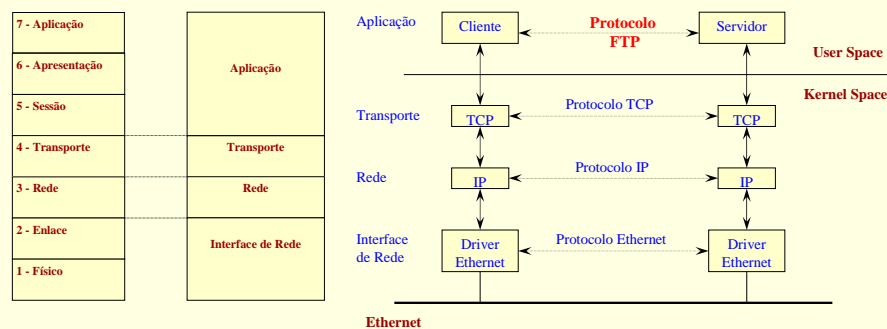 7 - Aplicação
6 - Apresentação
5 - Sessão
4 - Transporte
3 - Rede
2 - Enlace
1 - Físico
Aplicação
Transporte
Rede
Interface de Rede
Aplicação
Cliente
Protocolo
FTP
Servidor
User Space
Kernel Space
Transporte
TCP
Protocolo TCP
TCP
Rede
IP
Protocolo IP
IP
Interface
de Rede
Driver
Ethernet
Protocolo Ethernet
Driver
Ethernet
Ethernet